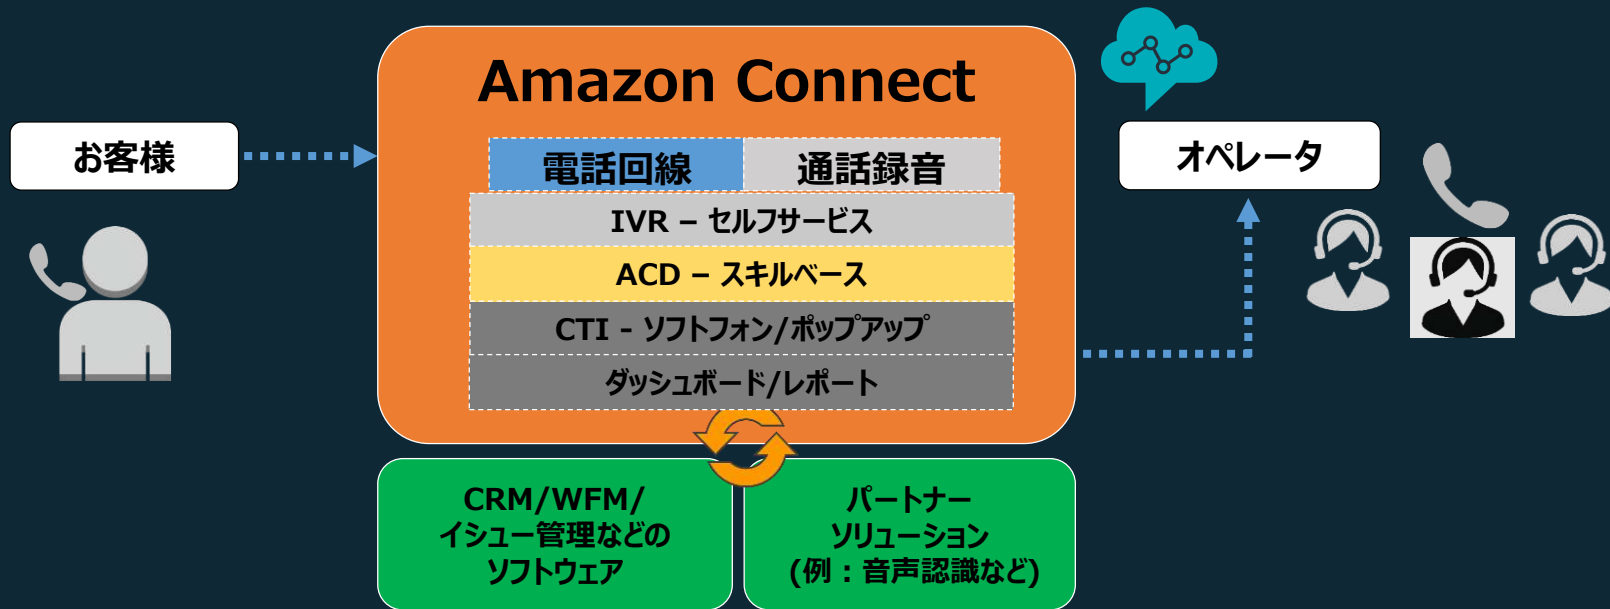 Amazon Connect
お客様
電話回線
通話録音
オペレータ
IVR – セルフサービス
ACD – スキルベース
CTI - ソフトフォン/ポップアップ
ダッシュボード/レポート
CRM/WFM/
イシュー管理などの
ソフトウェア
パートナー
ソリューション
(例：音声認識など)